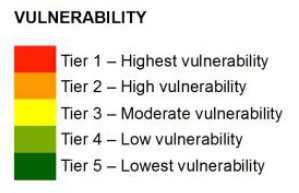 VULNERABILITY
Tier 1 – Highest vulnerability
Tier 2 – High vulnerability
Tier 3 – Moderate vulnerability
Tier 4 – Low vulnerability
Tier 5 – Lowest vulnerability